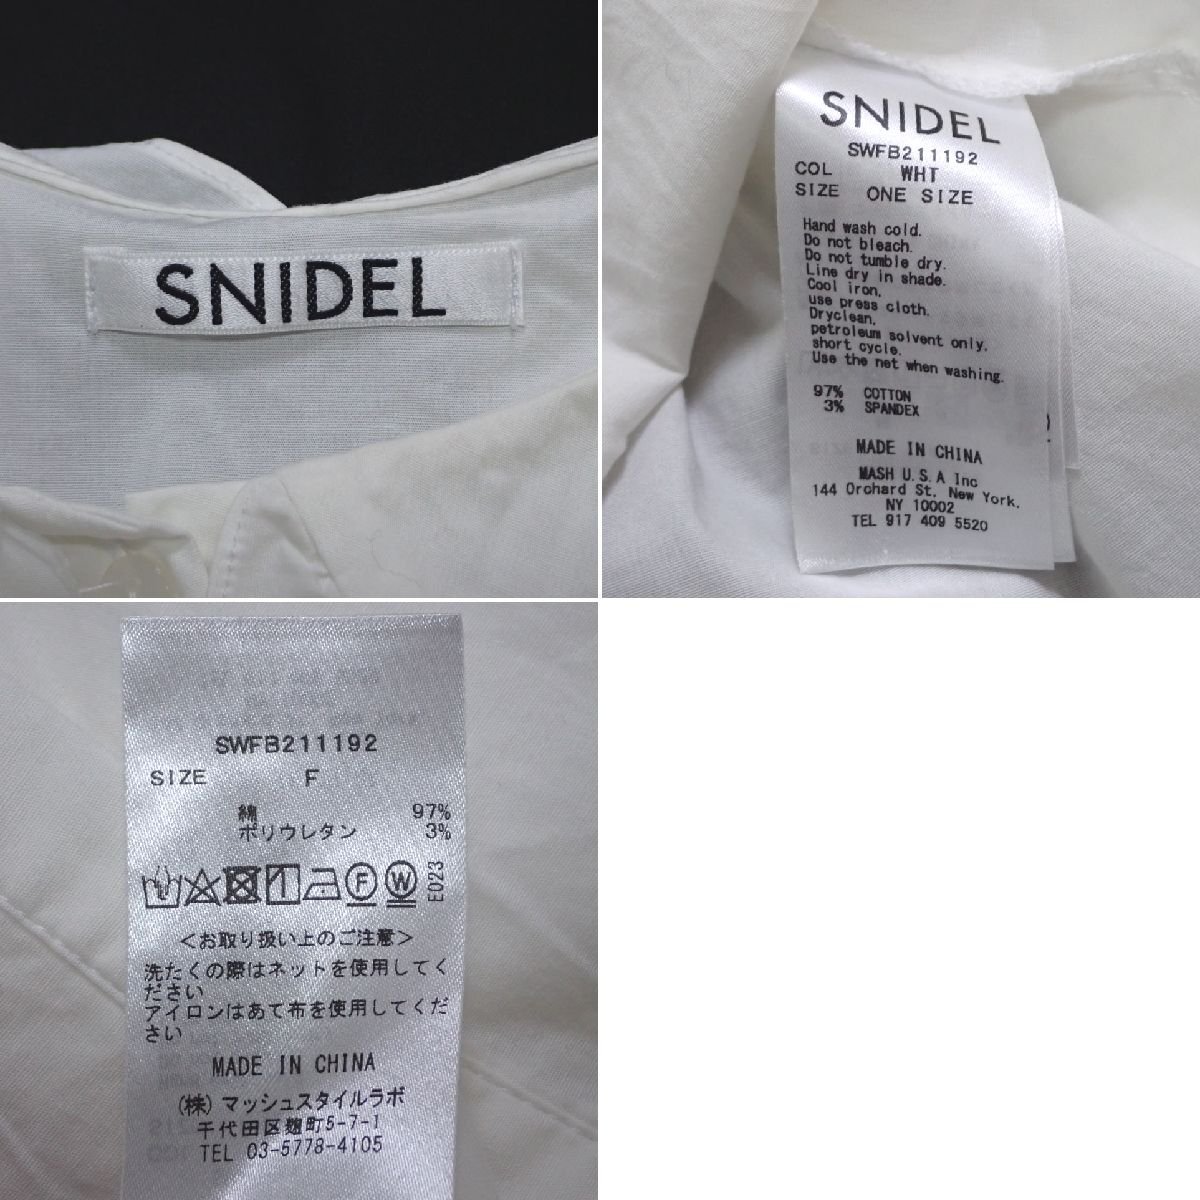 SNIDEL
SNIDEL
SWFB211192
COL WHT
SIZE ONE SIZE
Hand wash cold.
Do not bleach.
Do not tumble dry.
Line dry in shade.
Cool iron,
use press cloth.
Dryclean,
petroleum solvent only.
short cycle.
Use the net when washing.
97% COTTON
3% SPANDEX
MADE IN CHINA
MASH U.S.A Inc
144 Orchard St. New York.
NY 10002
TEL 917 409 5520
SWFB211192
SIZE F
綿 97%
ポリウレタン 3%
F W E023
<お取り扱い上のご注意>
洗たくの際はネットを使用してく
ださい
アイロンはあて布を使用してくだ
さい
MADE IN CHINA
(株)マッシュスタイルラボ
千代田区麹町5-7-1
TEL 03-5778-4105